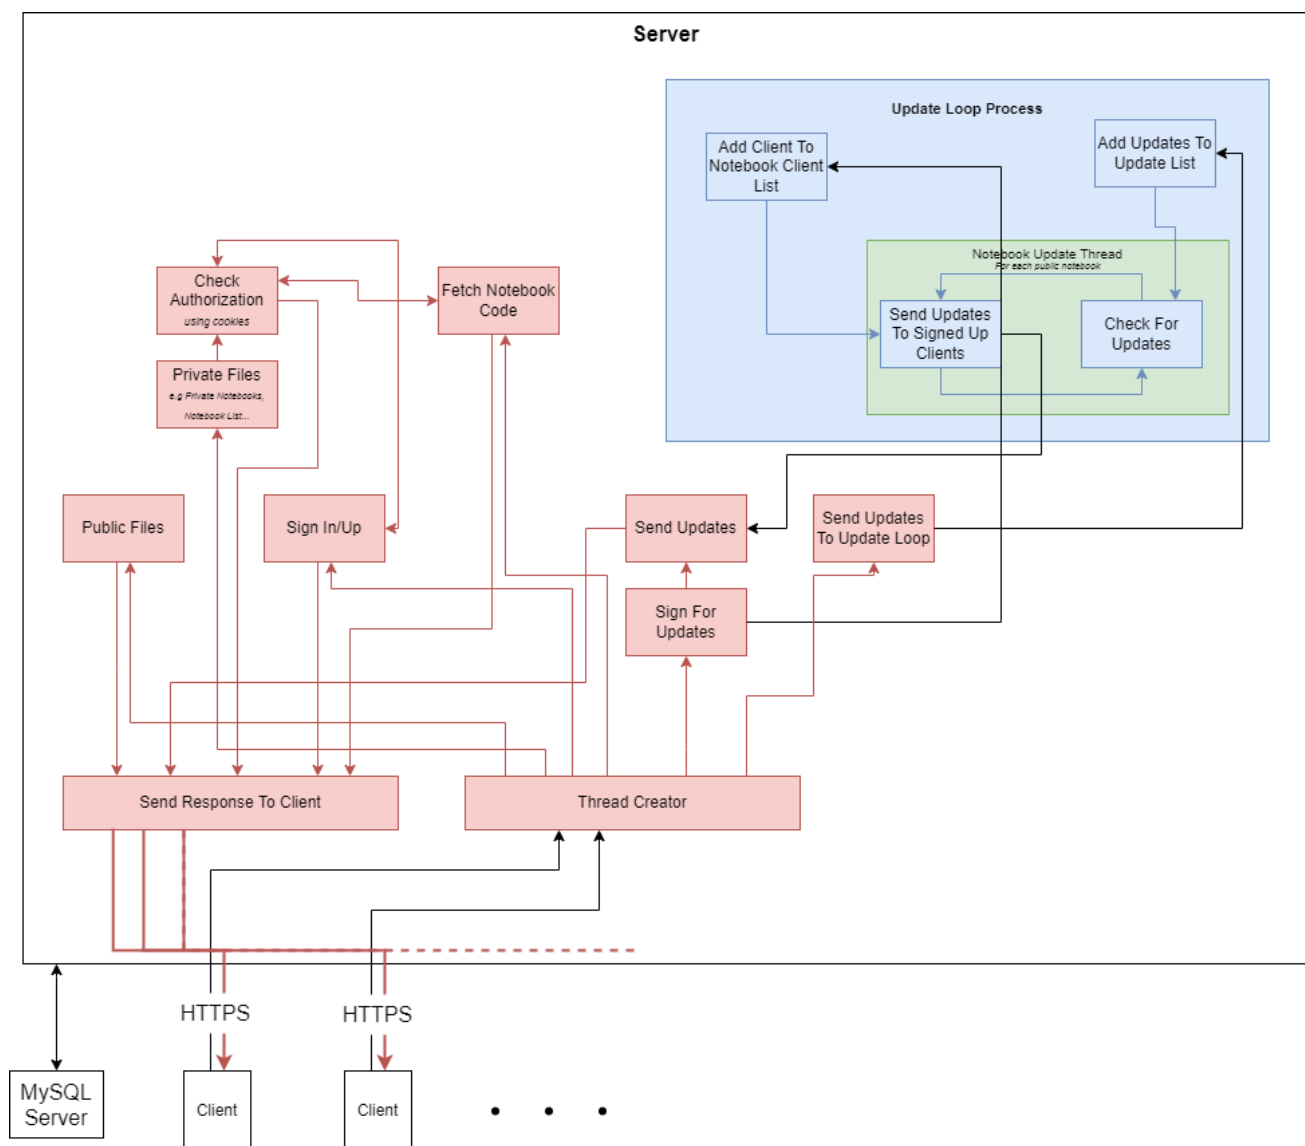 Server
Update Loop Process
Add Client To
Notebook Client
List
Add Updates To
Update List
Notebook Update Thread
For each public notebook
Check
Authorization
using cookies
Fetch Notebook
Code
Send Updates
To Signed Up
Clients
Check For
Updates
Private Files
e.g Private Notebooks,
Notebook List...
Public Files
Sign In/Up
Send Updates
Send Updates
To Update Loop
Sign For
Updates
Send Response To Client
Thread Creator
HTTPS
HTTPS
MySQL
Server
Client
Client